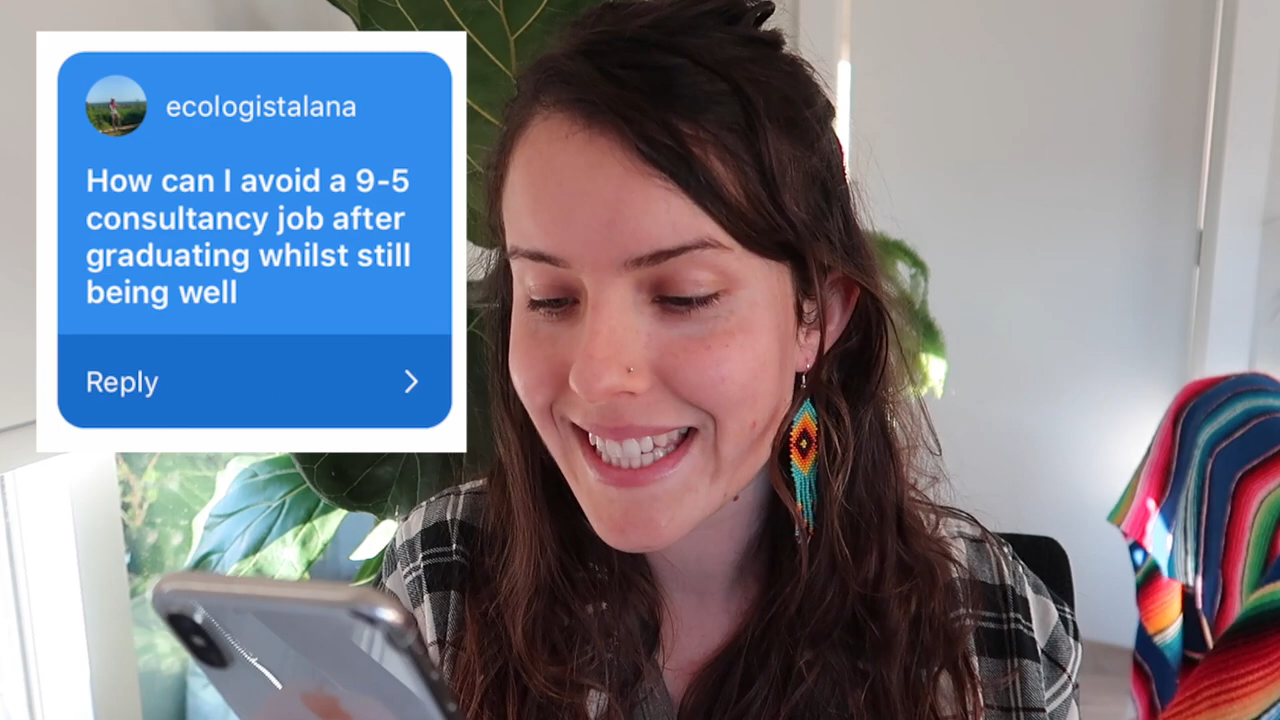 ecologistalana
How can I avoid a 9-5
consultancy job after
graduating whilst still
being well
Reply